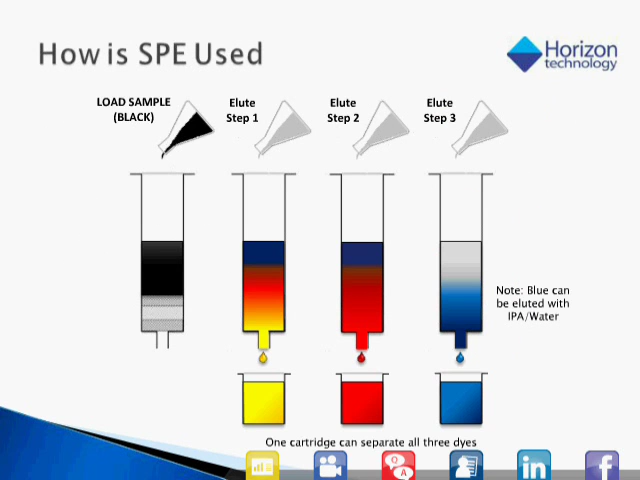 How is SPE Used
Horizon
technology
LOAD SAMPLE
(BLACK)
Elute
Step 1
Elute
Step 2
Elute
Step 3
Note: Blue can
be eluted with
IPA/Water
One cartridge can separate all three dyes
Q
A
in
f